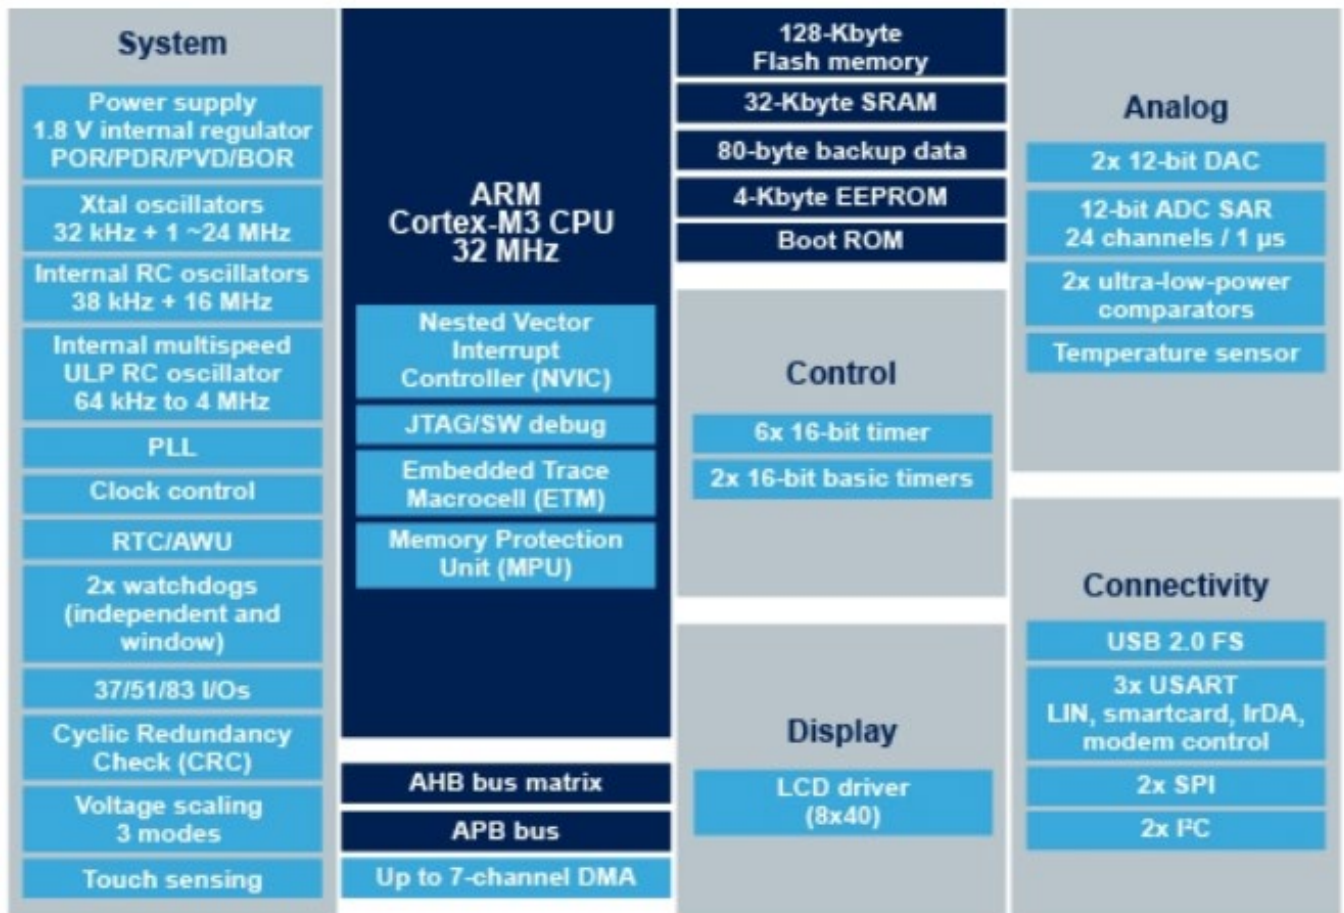 System
Power supply
1.8 V internal regulator
POR/PDR/PVD/BOR
Xtal oscillators
32 kHz + 1 ~24 MHz
Internal RC oscillators
38 kHz + 16 MHz
Internal multispeed
ULP RC oscillator
64 kHz to 4 MHz
PLL
Clock control
RTC/AWU
2x watchdogs
(independent and
window)
37/51/83 I/Os
Cyclic Redundancy
Check (CRC)
Voltage scaling
3 modes
Touch sensing
ARM
Cortex-M3 CPU
32 MHz
Nested Vector
Interrupt
Controller (NVIC)
JTAG/SW debug
Embedded Trace
Macrocell (ETM)
Memory Protection
Unit (MPU)
AHB bus matrix
APB bus
Up to 7-channel DMA
128-Kbyte
Flash memory
32-Kbyte SRAM
80-byte backup data
4-Kbyte EEPROM
Boot ROM
Control
6x 16-bit timer
2x 16-bit basic timers
Display
LCD driver
(8x40)
Analog
2x 12-bit DAC
12-bit ADC SAR
24 channels / 1 µs
2x ultra-low-power
comparators
Temperature sensor
Connectivity
USB 2.0 FS
3x USART
LIN, smartcard, IrDA,
modem control
2x SPI
2x I²C